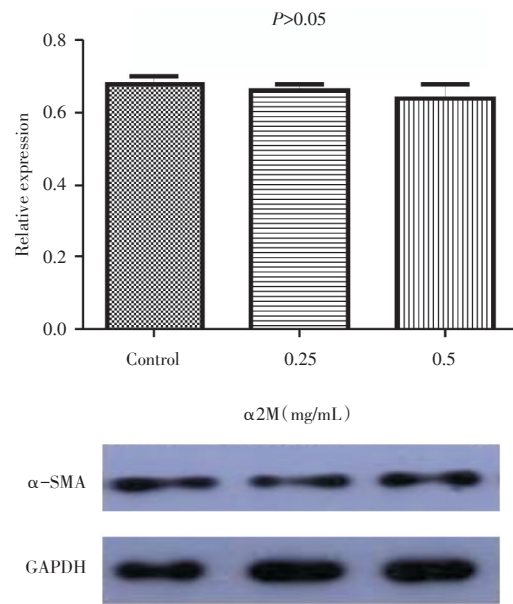 P>0.05
0.8
0.6
0.4
0.2
0.0
Relative expression
Control 0.25 0.5
α2M(mg/mL)
α-SMA
GAPDH